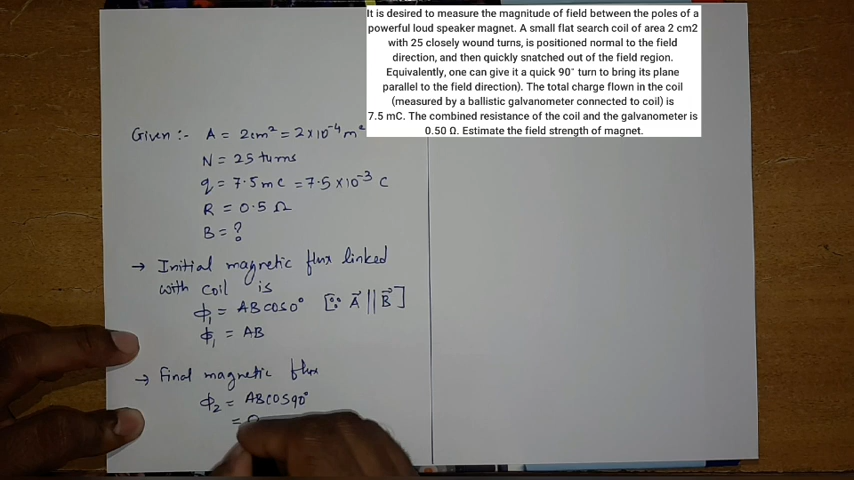 It is desired to measure the magnitude of field between the poles of a
powerful loud speaker magnet. A small flat search coil of area 2 cm2
with 25 closely wound turns, is positioned normal to the field
direction, and then quickly snatched out of the field region.
Equivalently, one can give it a quick 90° turn to bring its plane
parallel to the field direction). The total charge flown in the coil
(measured by a ballistic galvanometer connected to coil) is
7.5 mC. The combined resistance of the coil and the galvanometer is
0.50 Ω. Estimate the field strength of magnet.
Given :- A = 2cm² = 2×10⁻⁴ m²
N = 25 turns
q = 7.5 mC = 7.5 ×10⁻³ C
R = 0.5 Ω
B = ?
→ Initial magnetic flux linked
with coil is
ϕ₁ = ABcos0° [∵ A⃗ || B⃗ ]
ϕ₁ = AB
→ Final magnetic flux
ϕ₂ = ABCOS90°
= 0